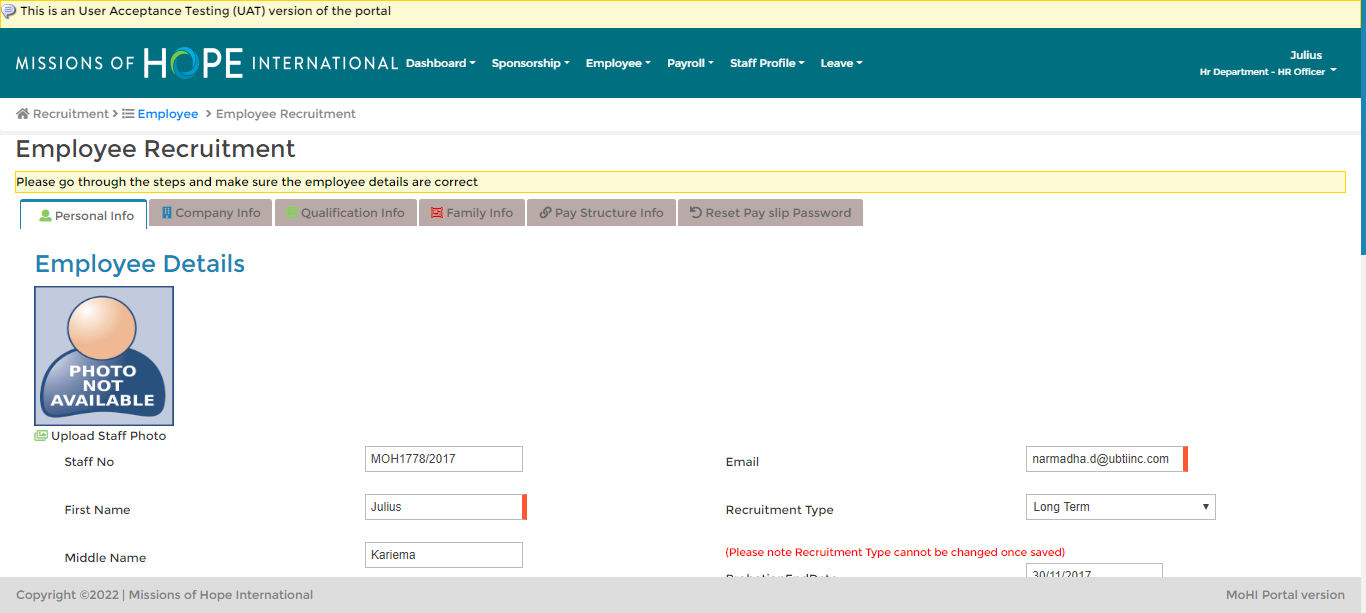 This is an User Acceptance Testing (UAT) version of the portal
MISSIONS OF HOPE INTERNATIONAL Dashboard Sponsorship Employee Payroll Staff Profile Leave
Julius
Hr Department - HR Officer
Recruitment > Employee > Employee Recruitment
Employee Recruitment
Please go through the steps and make sure the employee details are correct
Personal Info Company Info Qualification Info Family Info Pay Structure Info Reset Pay slip Password
Employee Details
PHOTO
NOT
AVAILABLE
Upload Staff Photo
Staff No MOH1778/2017 Email narmadha.d@ubtiinc.com
First Name Julius Recruitment Type Long Term
Middle Name Kariema (Please note Recruitment Type cannot be changed once saved)
ProbationEndDate 30/11/2017
Copyright ©2022 | Missions of Hope International MoHI Portal version